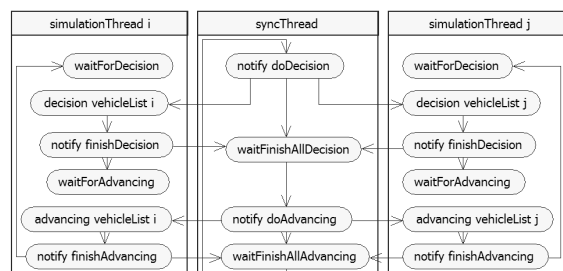 simulationThread i
syncThread
simulationThread j
waitForDecision
notify doDecision
waitForDecision
decision vehicleList i
decision vehicleList j
notify finishDecision
waitFinishAllDecision
notify finishDecision
waitForAdvancing
waitForAdvancing
advancing vehicleList i
notify doAdvancing
advancing vehicleList j
notify finishAdvancing
waitFinishAllAdvancing
notify finishAdvancing